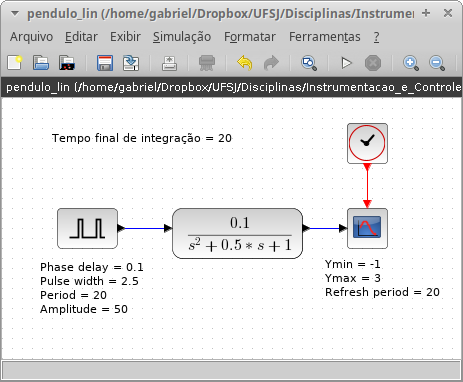 pendulo_lin (/home/gabriel/Dropbox/UFSJ/Disciplinas/Instrumer
Arquivo Editar Exibir Simulação Formatar Ferramentas ?
pendulo_lin (/home/gabriel/Dropbox/UFSJ/Disciplinas/Instrumentacao_e_Controle
Tempo final de integração = 20
0.1
s² + 0.5 * s + 1
Phase delay = 0.1
Pulse width = 2.5
Period = 20
Amplitude = 50
Ymin = -1
Ymax = 3
Refresh period = 20